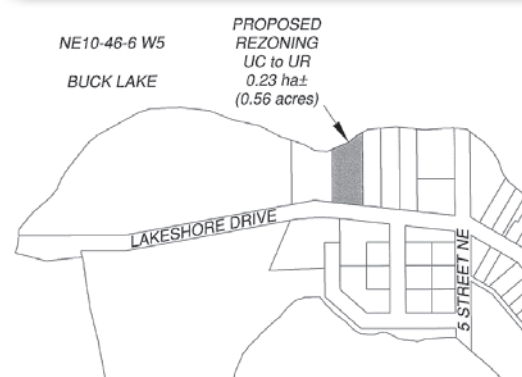 NE10-46-6 W5
BUCK LAKE
PROPOSED
REZONING
UC to UR
0.23 ha±
(0.56 acres)
LAKESHORE DRIVE
5 STREET NE